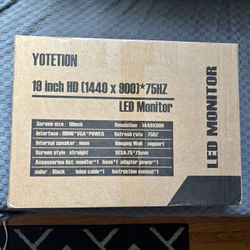 YOTETION
19 inch HD (1440 x 900)*75HZ
LED Monitor
Screen size : 19inch
Resolution : 1440X900
Interface : HDMI*VGA*POWER
Refresh rate : 75HZ
Internal speaker : none
Hanging Wall : support
Screen style : straight
VESA 75*75mm
Accessories list: monitor*1 base*1 adapter power*1
color : Black
hdmi cable*1
Instruction manual*1
LED MONITOR